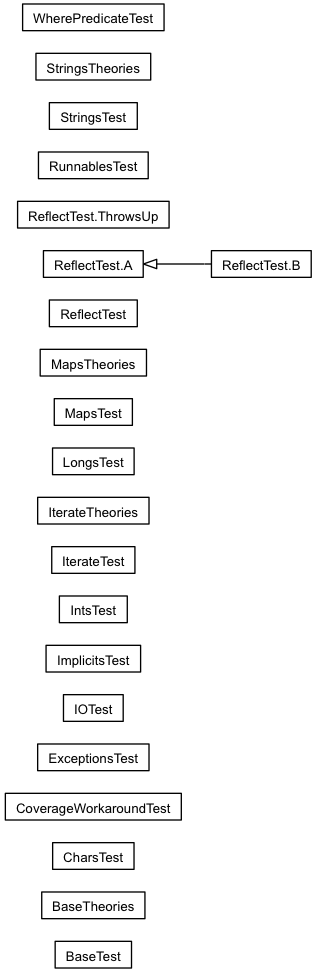 WherePredicateTest
StringsTheories
StringsTest
RunnablesTest
ReflectTest.ThrowsUp
ReflectTest.A
ReflectTest.B
ReflectTest
MapsTheories
MapsTest
LongsTest
IterateTheories
IterateTest
IntsTest
ImplicitsTest
IOTest
ExceptionsTest
CoverageWorkaroundTest
CharsTest
BaseTheories
BaseTest